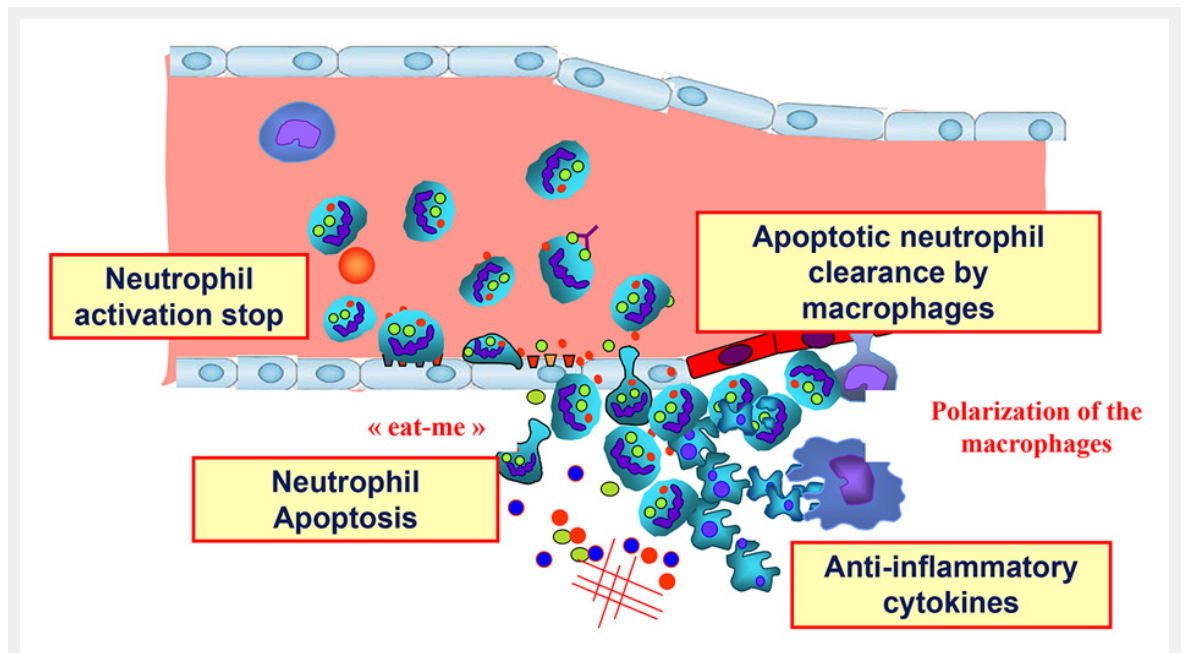 Neutrophil
activation stop
Apoptotic neutrophil
clearance by
macrophages
« eat-me »
Polarization of the
macrophages
Neutrophil
Apoptosis
Anti-inflammatory
cytokines